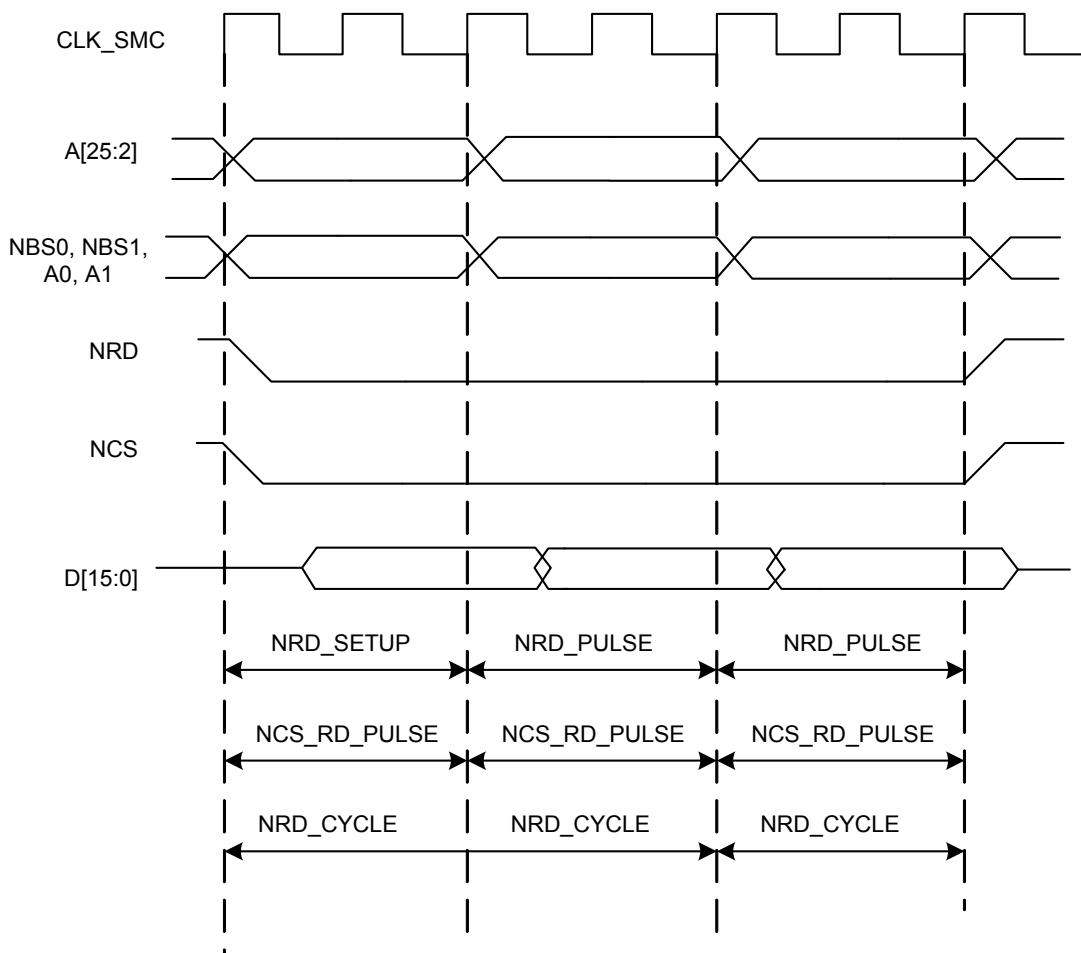 CLK_SMC
A[25:2]
NBS0, NBS1,
A0, A1
NRD
NCS
D[15:0]
NRD_SETUP NRD_PULSE NRD_PULSE
NCS_RD_PULSE NCS_RD_PULSE NCS_RD_PULSE
NRD_CYCLE NRD_CYCLE NRD_CYCLE